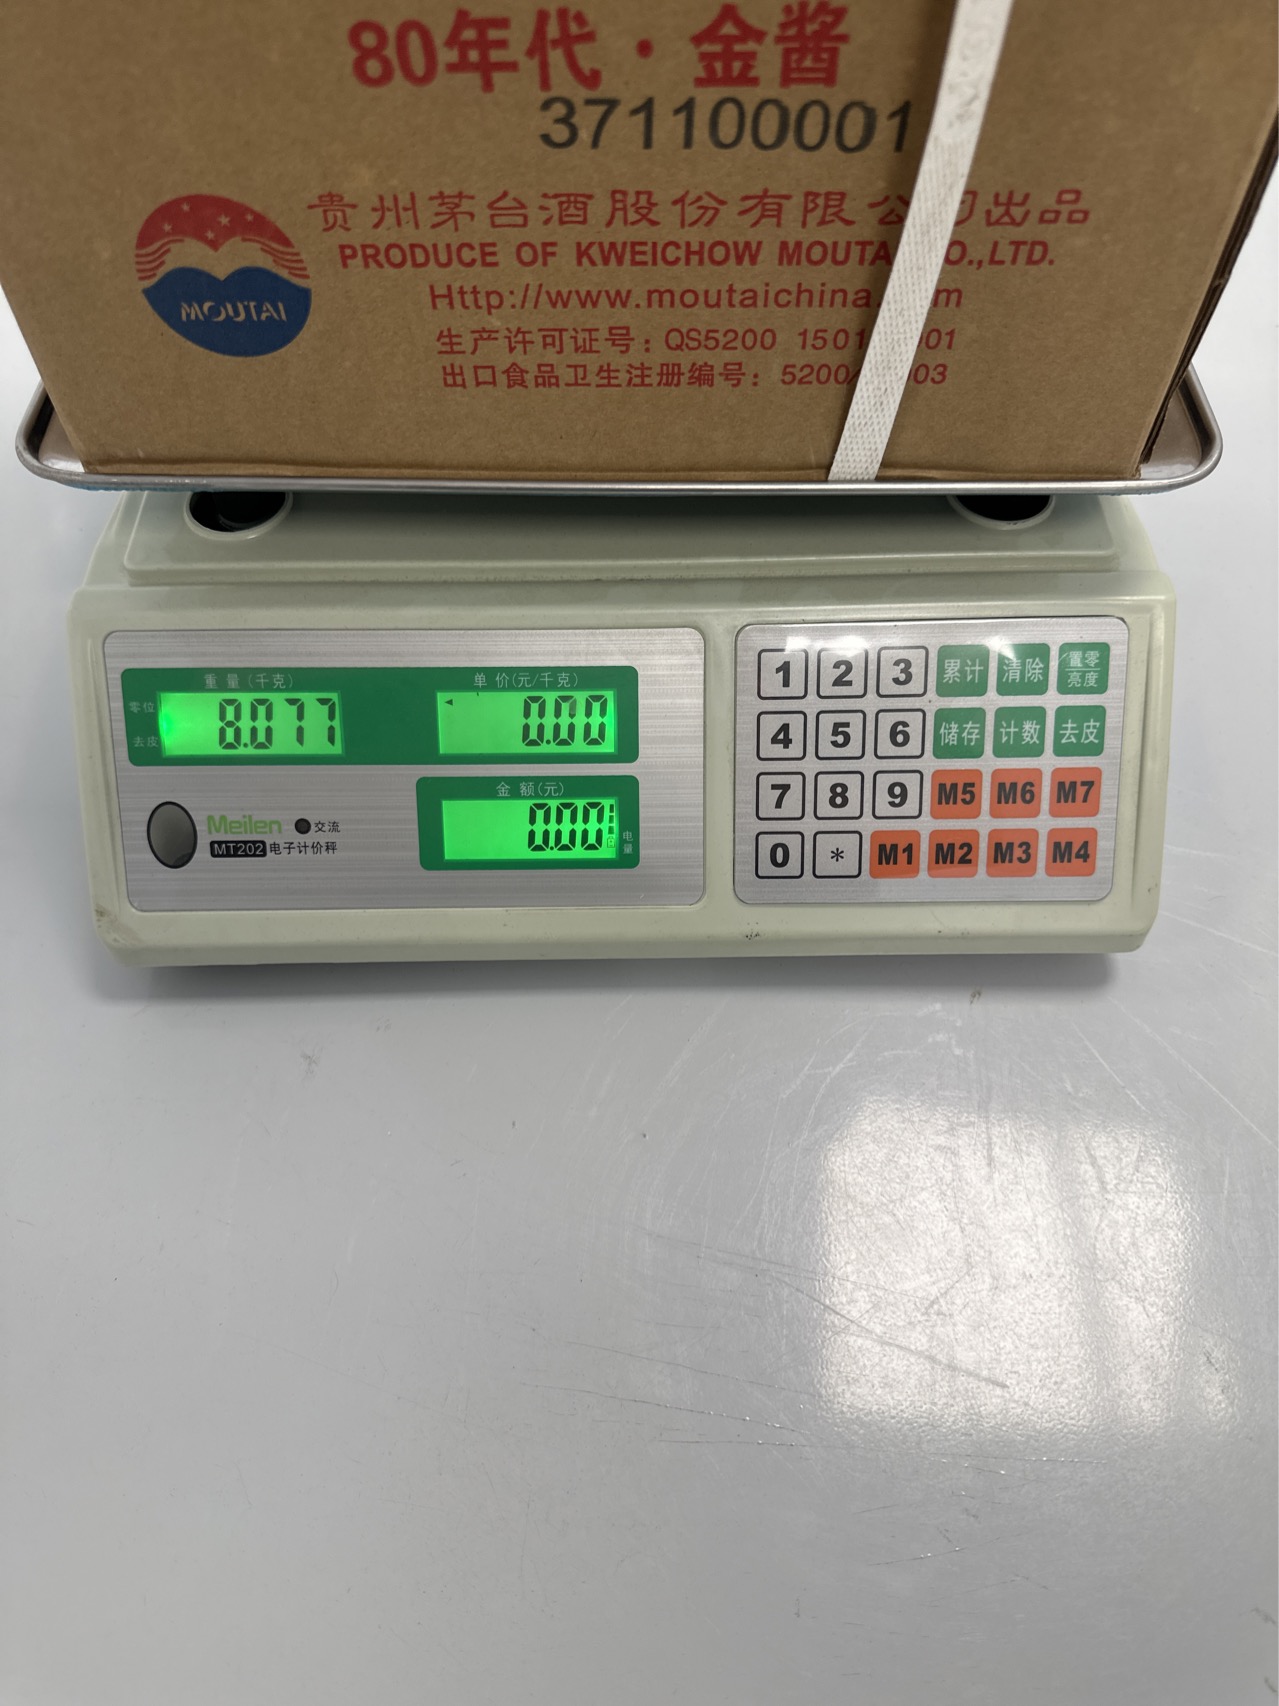 80年代·金酱
371100001
贵州茅台酒股份有限公司出品
PRODUCE OF KWEICHOW MOUTA O.,LTD.
MOUTAI
Http://www.moutaichina. m
生产许可证号：QS5200 1501 01
出口食品卫生注册编号：5200/ 03
重量(千克)
单价(元/千克)
零位
去皮
8.077
0.00
金额(元)
0.00
电量
Meilen
交流
MT202 电子计价秤
1 2 3 累计 清除 置零 亮度
4 5 6 储存 计数 去皮
7 8 9 M5 M6 M7
0 * M1 M2 M3 M4